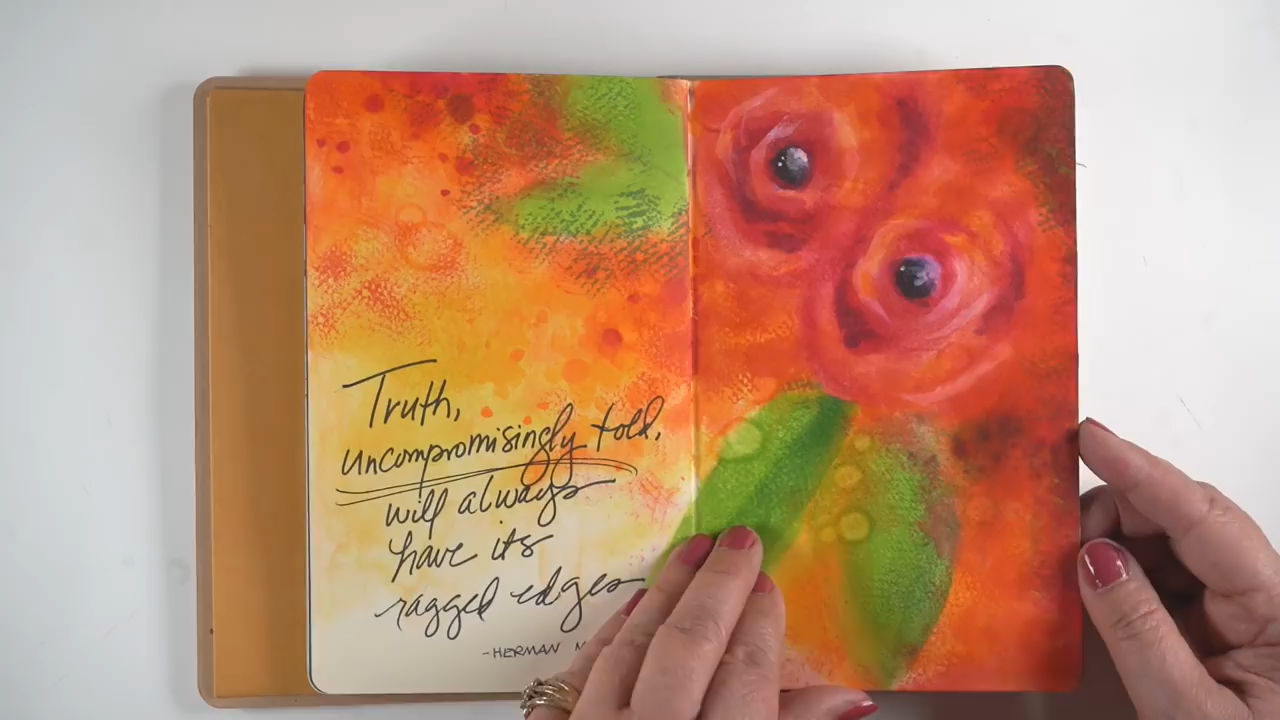 Truth,
uncompromisingly told,
will always
have its
ragged edges
-HERMAN